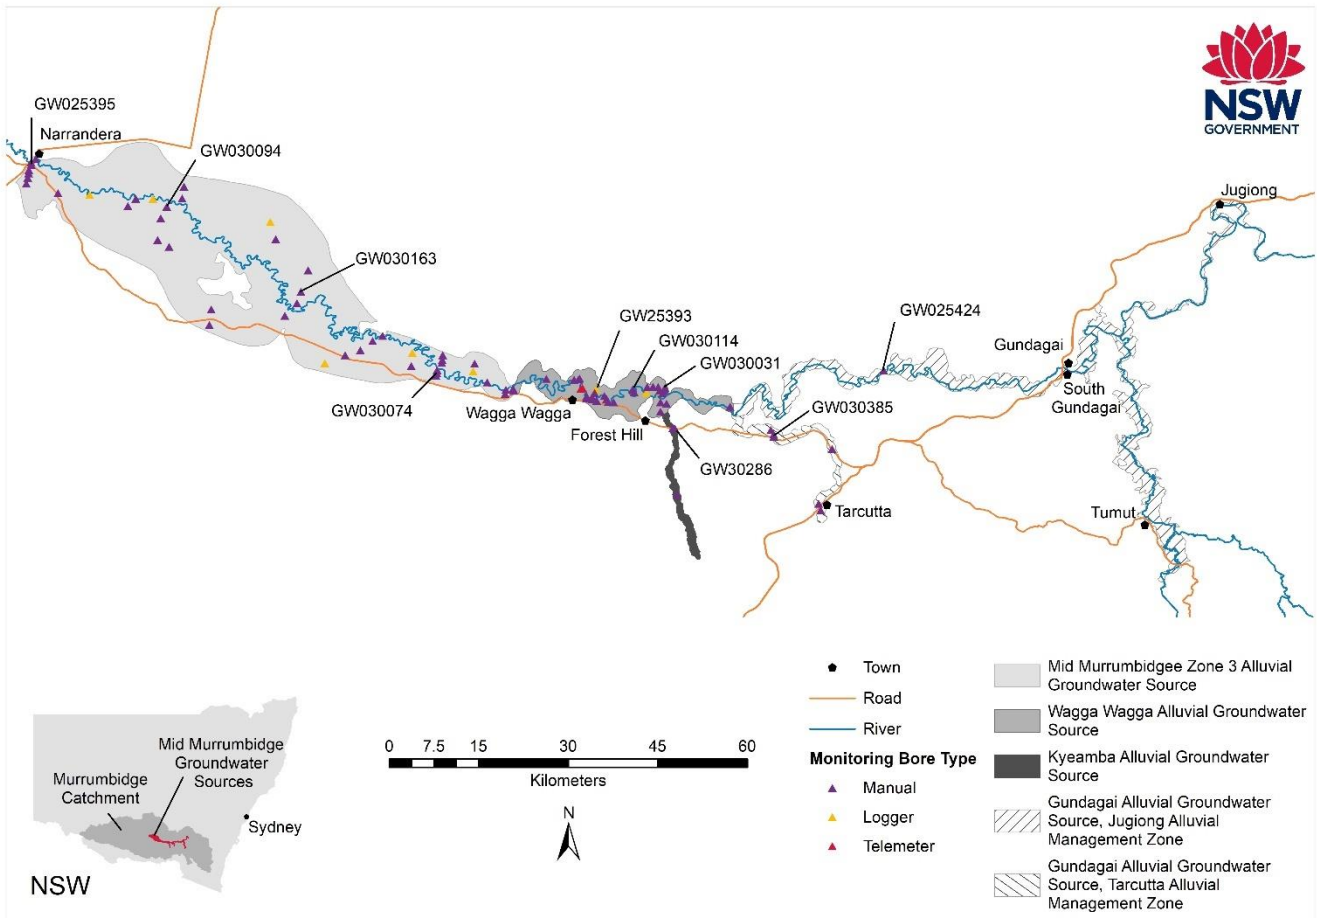 NSW
GOVERNMENT
GW025395
Narrandera
GW030094
Jugiong
GW030163
GW25393
GW025424
GW030114
Gundagai
GW030031
South
Gundagai
GW030074
Wagga Wagga
GW030385
Forest Hill
GW30286
Tarcutta
Tumut
Town
Road
River
Monitoring Bore Type
Manual
Logger
Telemeter
Mid Murrumbidgee Zone 3 Alluvial
Groundwater Source
Wagga Wagga Alluvial Groundwater
Source
Kyeamba Alluvial Groundwater
Source
Gundagai Alluvial Groundwater
Source, Jugiong Alluvial
Management Zone
Gundagai Alluvial Groundwater
Source, Tarcutta Alluvial
Management Zone
0 7.5 15 30 45 60
Kilometers
N
Mid Murrumbidge
Groundwater
Sources
Murrumbidge
Catchment
Sydney
NSW